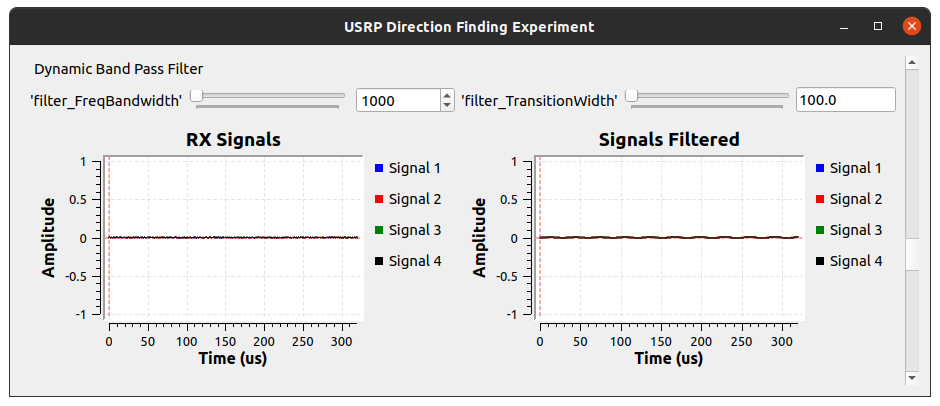 USRP Direction Finding Experiment
Dynamic Band Pass Filter
'filter_FreqBandwidth' 1000 'filter_TransitionWidth' 100.0
RX Signals
Amplitude
1
0.5
0
-0.5
-1
0 50 100 150 200 250 300
Time (us)
Signal 1
Signal 2
Signal 3
Signal 4
Signals Filtered
Amplitude
1
0.5
0
-0.5
-1
0 50 100 150 200 250 300
Time (us)
Signal 1
Signal 2
Signal 3
Signal 4